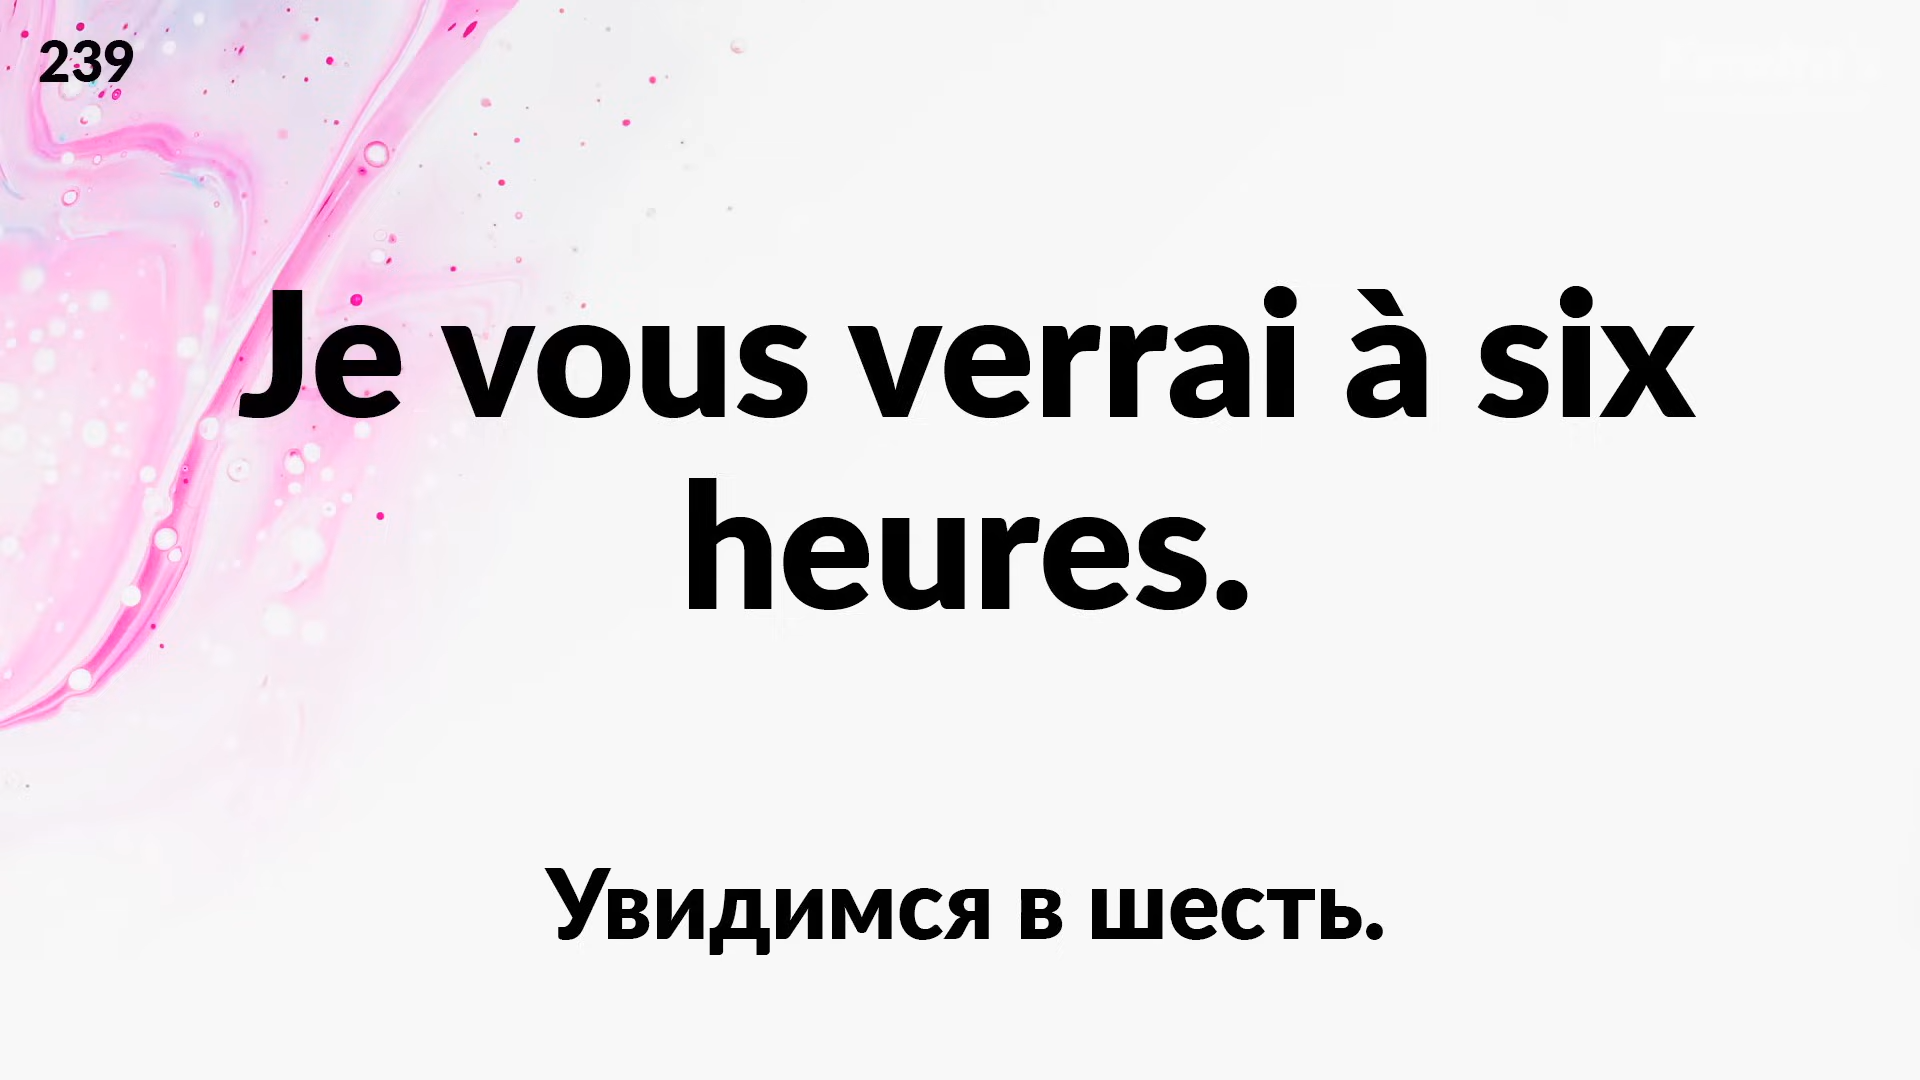 239
Je vous verrai à six
heures.
Увидимся в шесть.